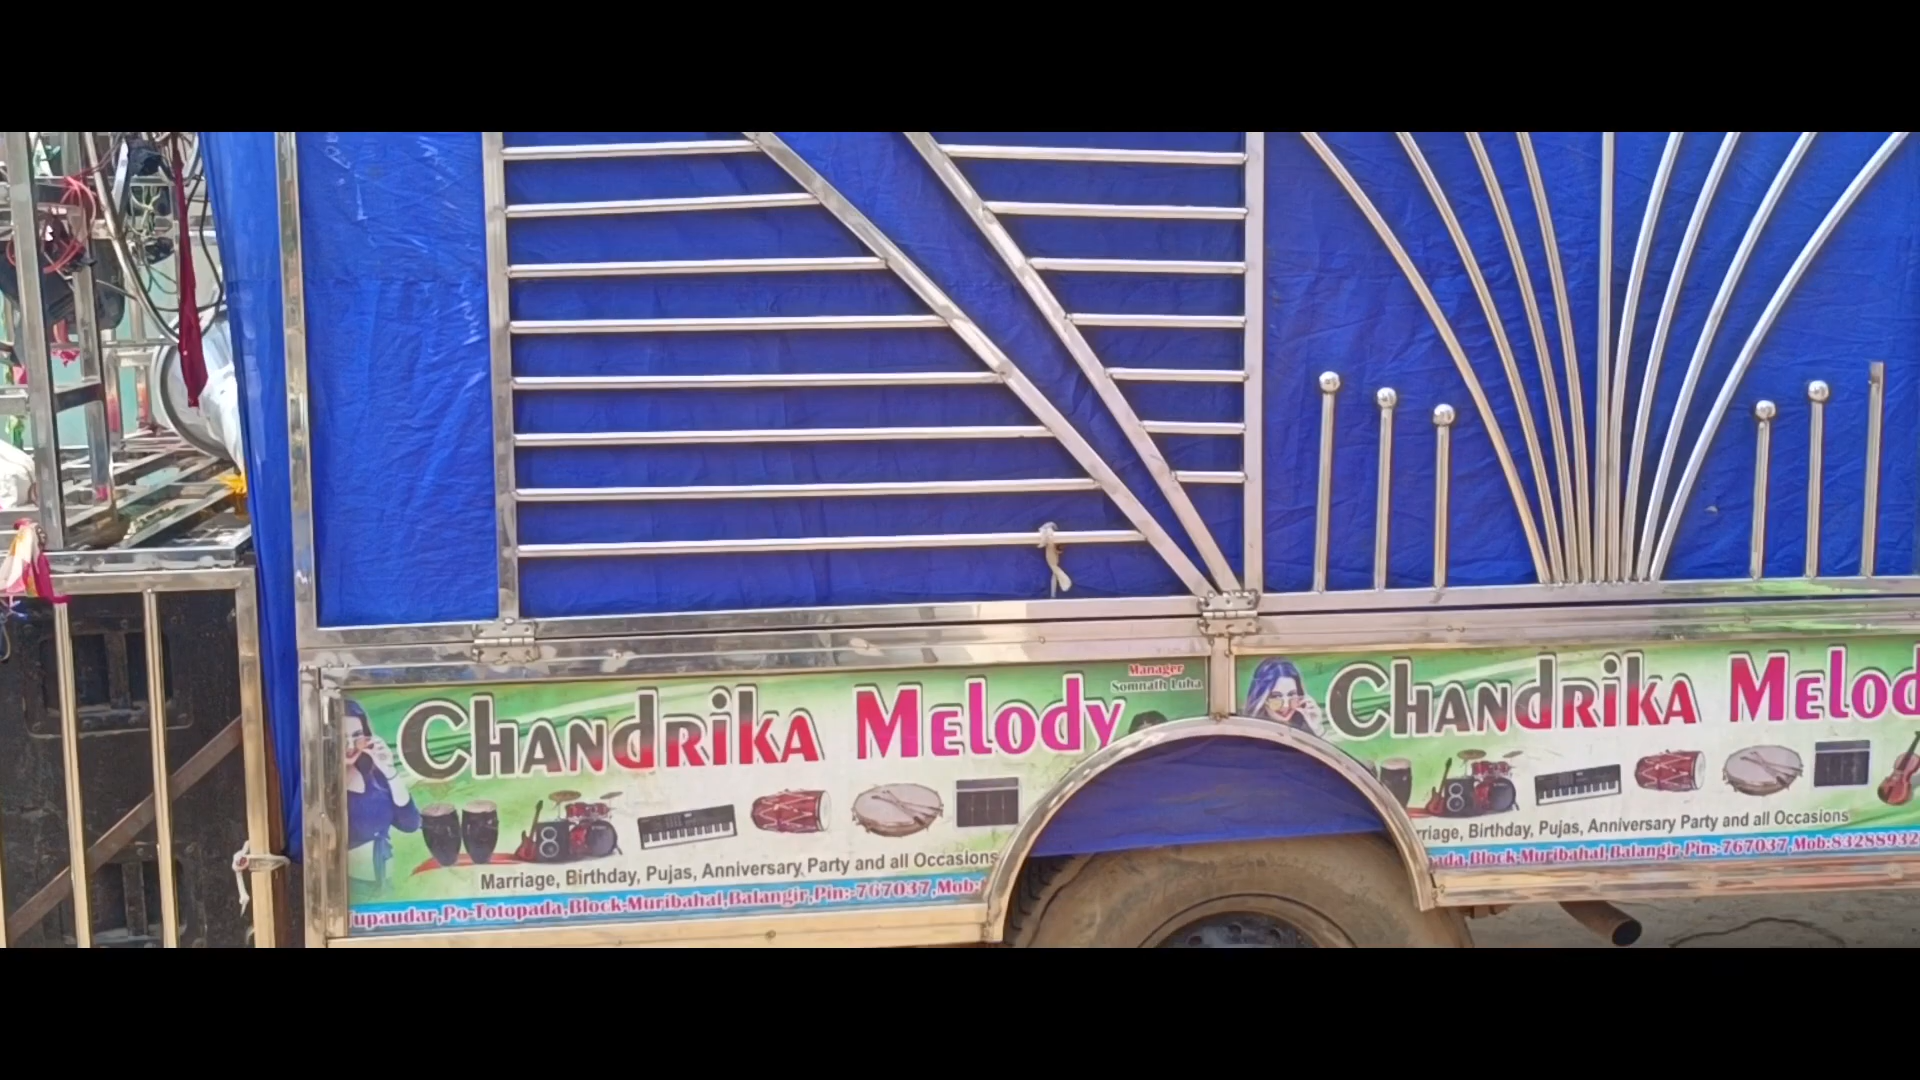 Chandrika Melody
Manager
Somnath Luha
Marriage, Birthday, Pujas, Anniversary Party and all Occasions
Tupaudar,Po-Totopada,Block-Muribahal,Balangir,Pin:-767037,Mob:
Chandrika Melod
rriage, Birthday, Pujas, Anniversary Party and all Occasions
pada,Block-Muribahal,Balangir-Pin:-767037,Mob:83288932